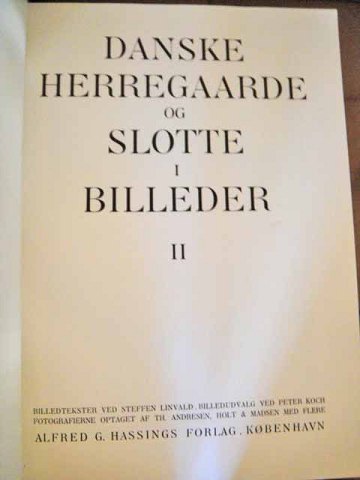 DANSKE
HERREGAARDE
OG
SLOTTE
I
BILLEDER
II
BILLEDTEKSTER VED STEFFEN LINVALD. BILLEDUDVALG VED PETER KOCH
FOTOGRAFIERNE OPTAGET AF TH. ANDRESEN, HOLT & MADSEN MED FLERE
ALFRED G. HASSINGS FORLAG. KØBENHAVN